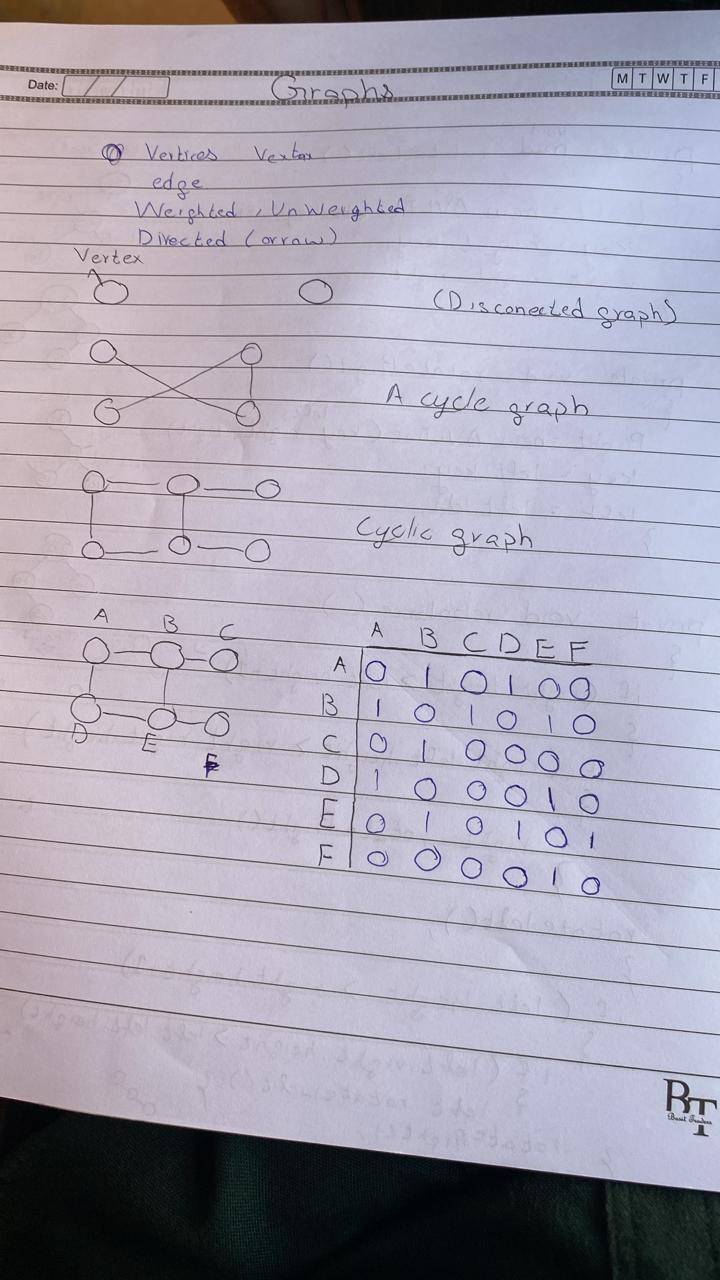 Date: / /
Graphs
M T W T F
Vertices Vertex
edge
Weighted, UnWeighted
Directed (orrow)
Vertex
(Disconected graph)
A cycle graph
Cyclic graph
A B C
D E F
A B C D E F
A 0 1 0 1 0 0
B 1 0 1 0 1 0
C 0 1 0 0 0 0
D 1 0 0 0 1 0
E 0 1 0 1 0 1
F 0 0 0 0 1 0
BT